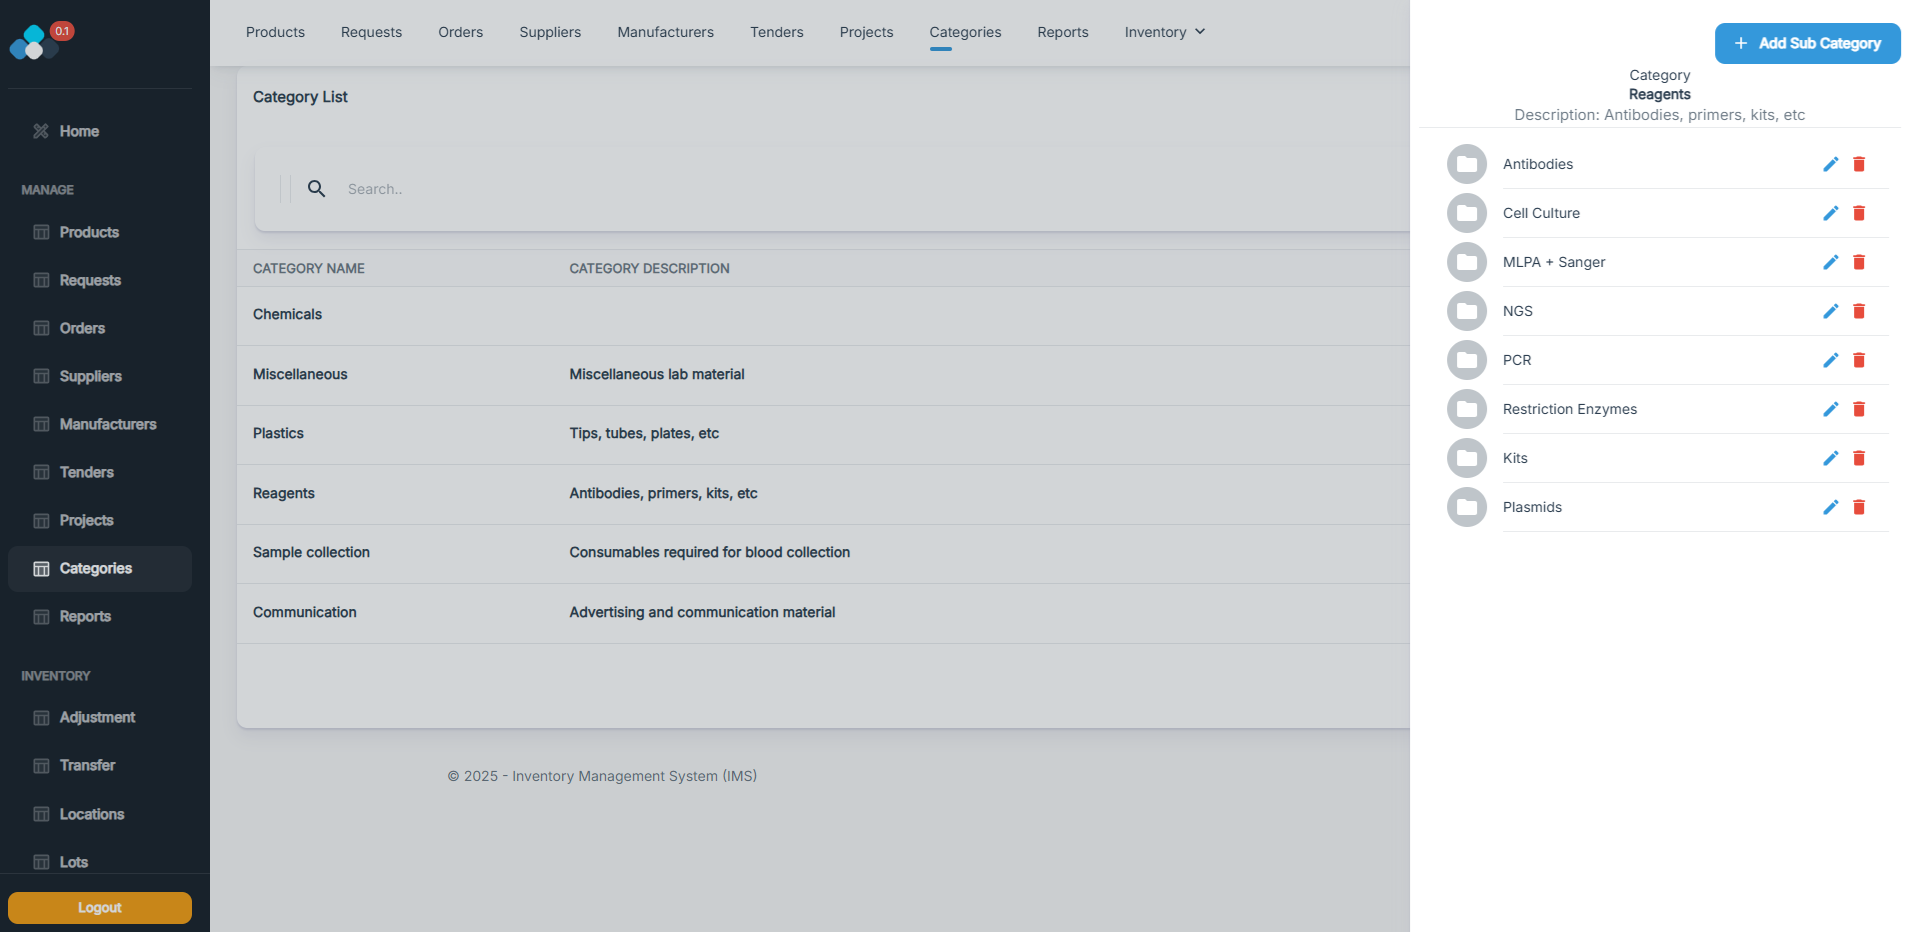 0.1
Home
MANAGE
Products
Requests
Orders
Suppliers
Manufacturers
Tenders
Projects
Categories
Reports
INVENTORY
Adjustment
Transfer
Locations
Lots
Logout
Products Requests Orders Suppliers Manufacturers Tenders Projects Categories Reports Inventory
Category List
Search..
CATEGORY NAME CATEGORY DESCRIPTION
Chemicals
Miscellaneous Miscellaneous lab material
Plastics Tips, tubes, plates, etc
Reagents Antibodies, primers, kits, etc
Sample collection Consumables required for blood collection
Communication Advertising and communication material
© 2025 - Inventory Management System (IMS)
Add Sub Category
Category
Reagents
Description: Antibodies, primers, kits, etc
Antibodies
Cell Culture
MLPA + Sanger
NGS
PCR
Restriction Enzymes
Kits
Plasmids